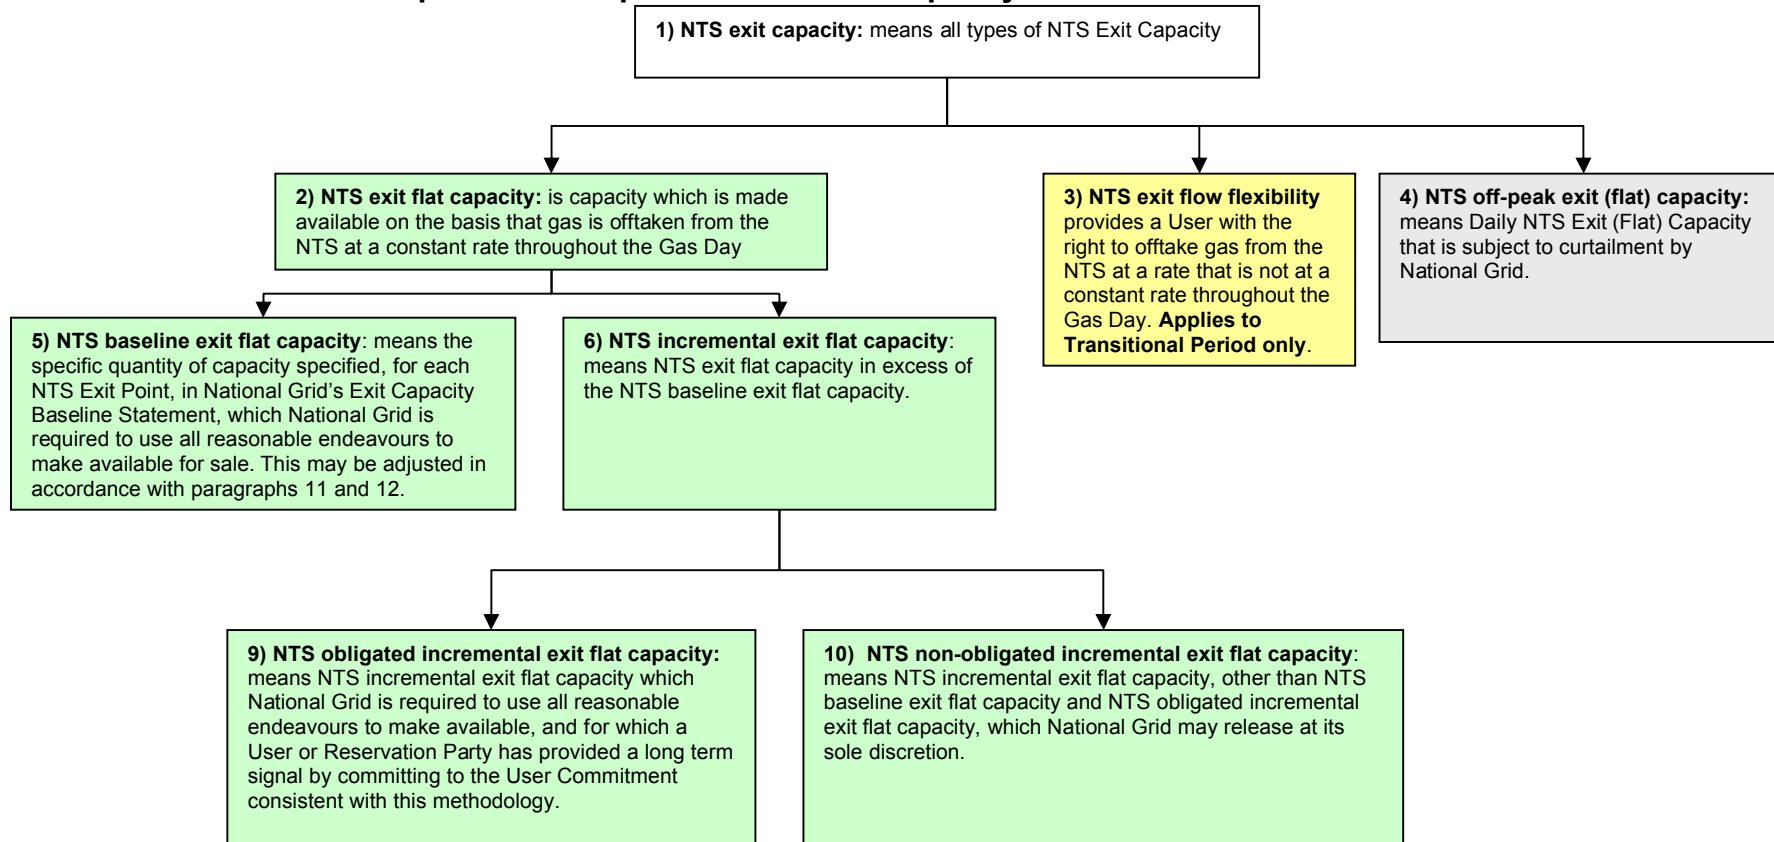 1) NTS exit capacity: means all types of NTS Exit Capacity
2) NTS exit flat capacity: is capacity which is made
available on the basis that gas is offtaken from the
NTS at a constant rate throughout the Gas Day
3) NTS exit flow flexibility
provides a User with the
right to offtake gas from the
NTS at a rate that is not at a
constant rate throughout the
Gas Day. Applies to
Transitional Period only.
4) NTS off-peak exit (flat) capacity:
means Daily NTS Exit (Flat) Capacity
that is subject to curtailment by
National Grid.
5) NTS baseline exit flat capacity: means the
specific quantity of capacity specified, for each
NTS Exit Point, in National Grid's Exit Capacity
Baseline Statement, which National Grid is
required to use all reasonable endeavours to
make available for sale. This may be adjusted in
accordance with paragraphs 11 and 12.
6) NTS incremental exit flat capacity:
means NTS exit flat capacity in excess of
the NTS baseline exit flat capacity.
9) NTS obligated incremental exit flat capacity:
means NTS incremental exit flat capacity which
National Grid is required to use all reasonable
endeavours to make available, and for which a
User or Reservation Party has provided a long term
signal by committing to the User Commitment
consistent with this methodology.
10) NTS non-obligated incremental exit flat capacity:
means NTS incremental exit flat capacity, other than NTS
baseline exit flat capacity and NTS obligated incremental
exit flat capacity, which National Grid may release at its
sole discretion.